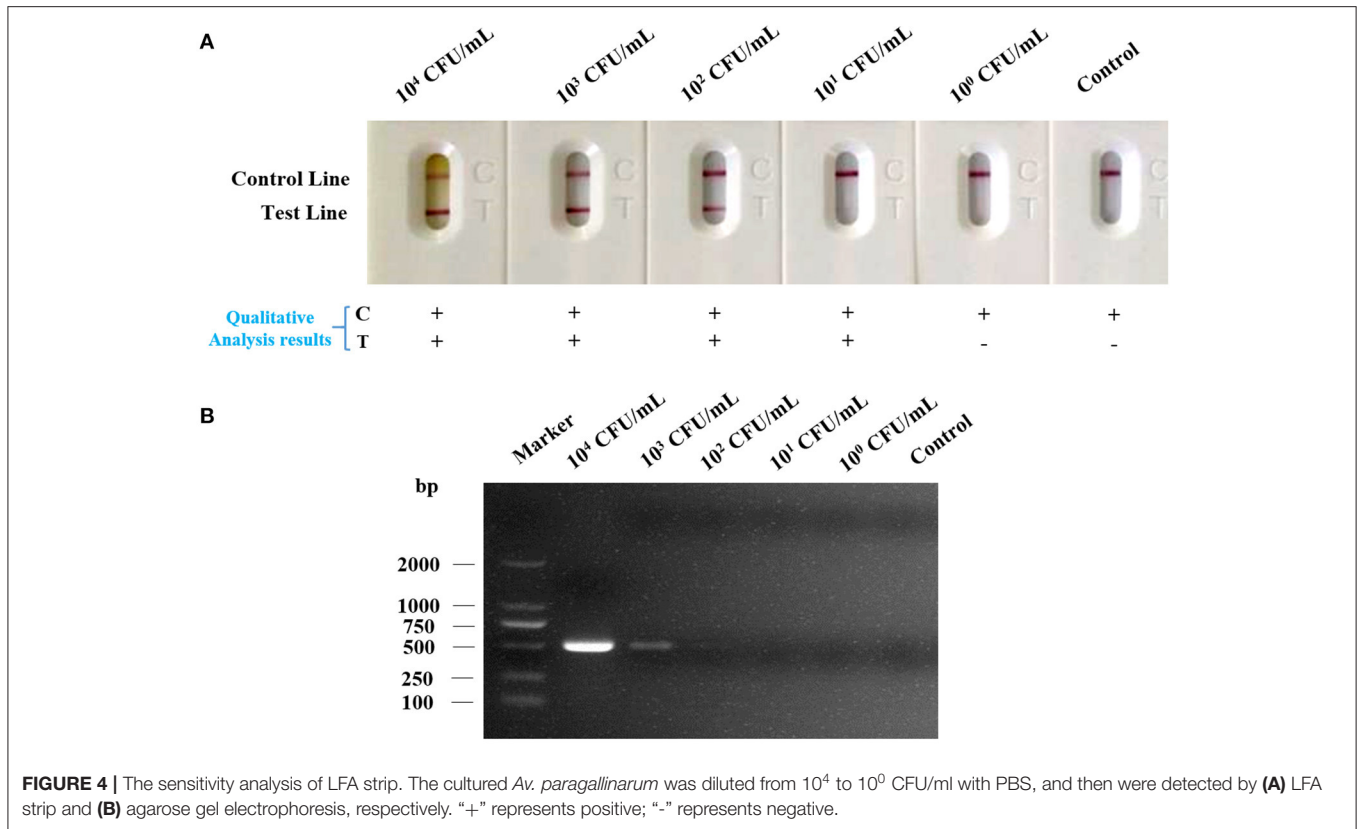 A
10⁴ CFU/mL 10³ CFU/mL 10² CFU/mL 10¹ CFU/mL 10⁰ CFU/mL Control
Control Line
Test Line
C C C C C C
T T T T T T
Qualitative
Analysis results
C + + + + + +
T + + + + - -
B
Marker 10⁴ CFU/mL 10³ CFU/mL 10² CFU/mL 10¹ CFU/mL 10⁰ CFU/mL Control
bp
2000
1000
750
500
250
100
FIGURE 4 | The sensitivity analysis of LFA strip. The cultured Av. paragallinarum was diluted from 10⁴ to 10⁰ CFU/ml with PBS, and then were detected by (A) LFA
strip and (B) agarose gel electrophoresis, respectively. “+” represents positive; “-” represents negative.